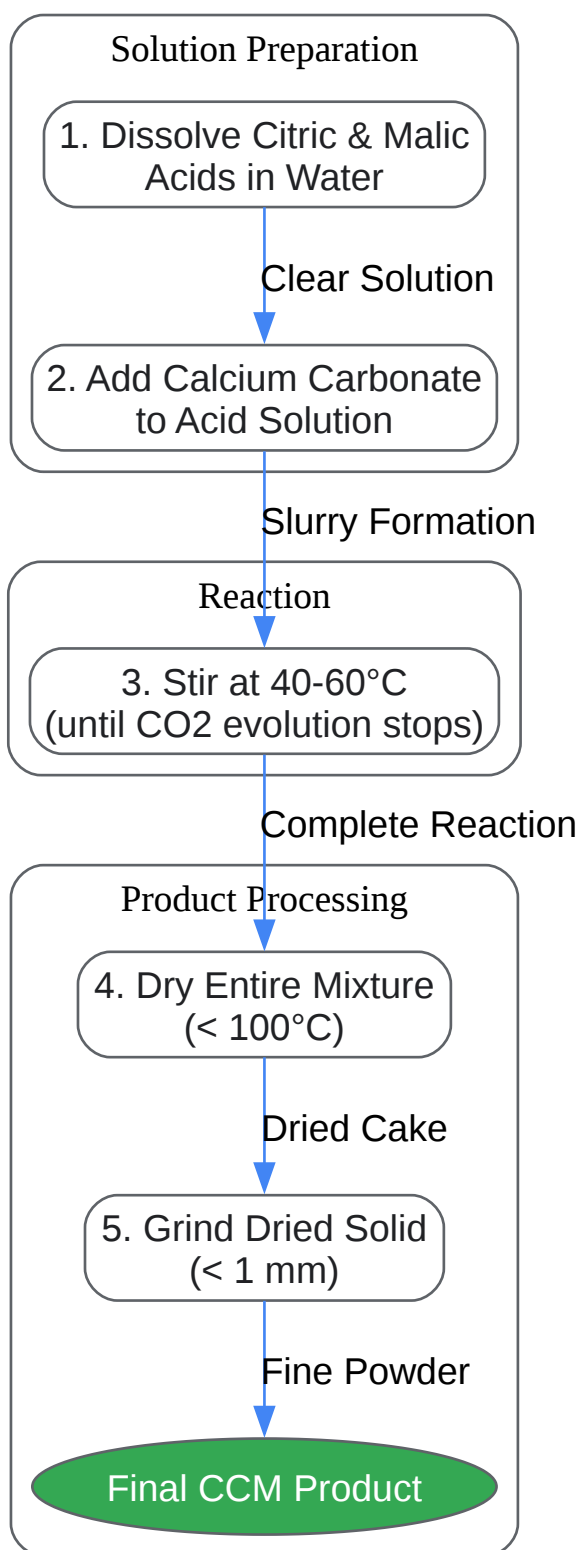 Solution Preparation
1. Dissolve Citric & Malic
Acids in Water
Clear Solution
2. Add Calcium Carbonate
to Acid Solution
Slurry Formation
Reaction
3. Stir at 40-60°C
(until CO2 evolution stops)
Complete Reaction
Product Processing
4. Dry Entire Mixture
(< 100°C)
Dried Cake
5. Grind Dried Solid
(< 1 mm)
Fine Powder
Final CCM Product